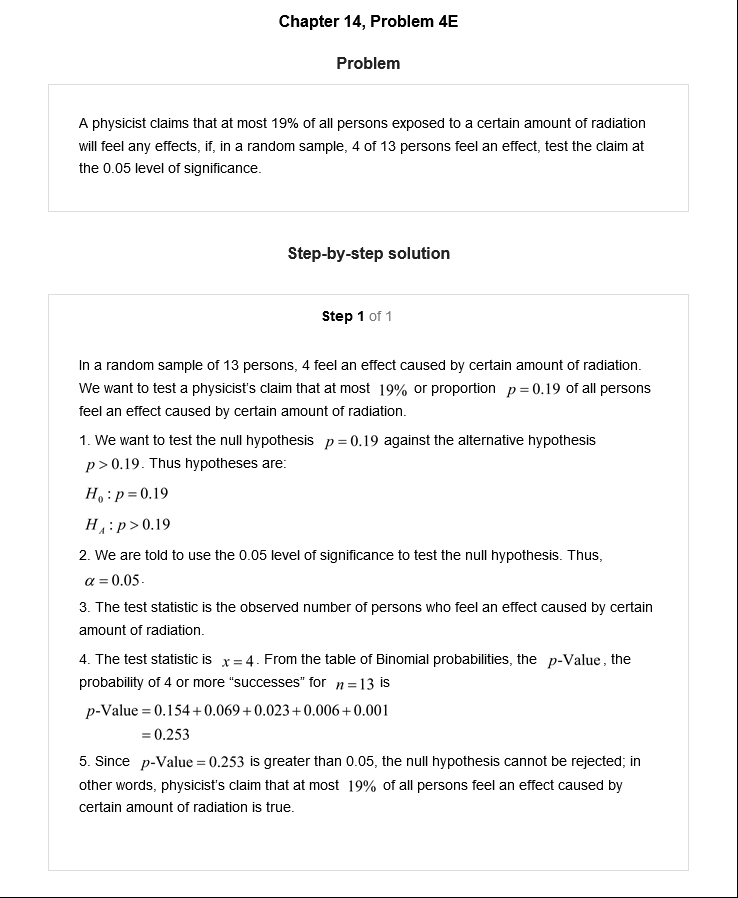 Chapter 14, Problem 4E
Problem
A physicist claims that at most 19% of all persons exposed to a certain amount of radiation
will feel any effects, if, in a random sample, 4 of 13 persons feel an effect, test the claim at
the 0.05 level of significance.
Step-by-step solution
Step 1 of 1
In a random sample of 13 persons, 4 feel an effect caused by certain amount of radiation.
We want to test a physicist's claim that at most 19% or proportion p = 0.19 of all persons
feel an effect caused by certain amount of radiation.
1. We want to test the null hypothesis p = 0.19 against the alternative hypothesis
p > 0.19. Thus hypotheses are:
H₀ : p = 0.19
H_A : p > 0.19
2. We are told to use the 0.05 level of significance to test the null hypothesis. Thus,
α = 0.05.
3. The test statistic is the observed number of persons who feel an effect caused by certain
amount of radiation.
4. The test statistic is x = 4. From the table of Binomial probabilities, the p-Value, the
probability of 4 or more “successes” for n = 13 is
p-Value = 0.154 + 0.069 + 0.023 + 0.006 + 0.001
= 0.253
5. Since p-Value = 0.253 is greater than 0.05, the null hypothesis cannot be rejected; in
other words, physicist's claim that at most 19% of all persons feel an effect caused by
certain amount of radiation is true.